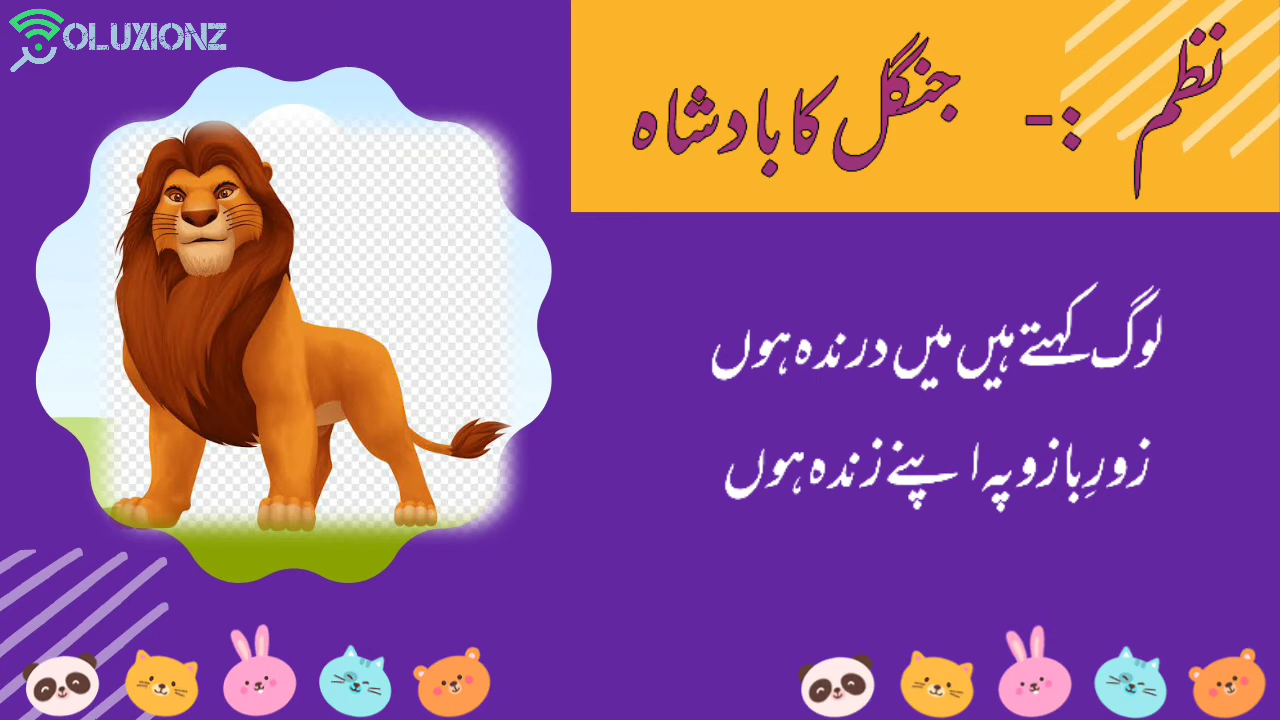 OLUXIONZ
نظم :- جنگل کا بادشاہ
لوگ کہتے ہیں میں درندہ ہوں
زورِ بازو پہ اپنے زندہ ہوں